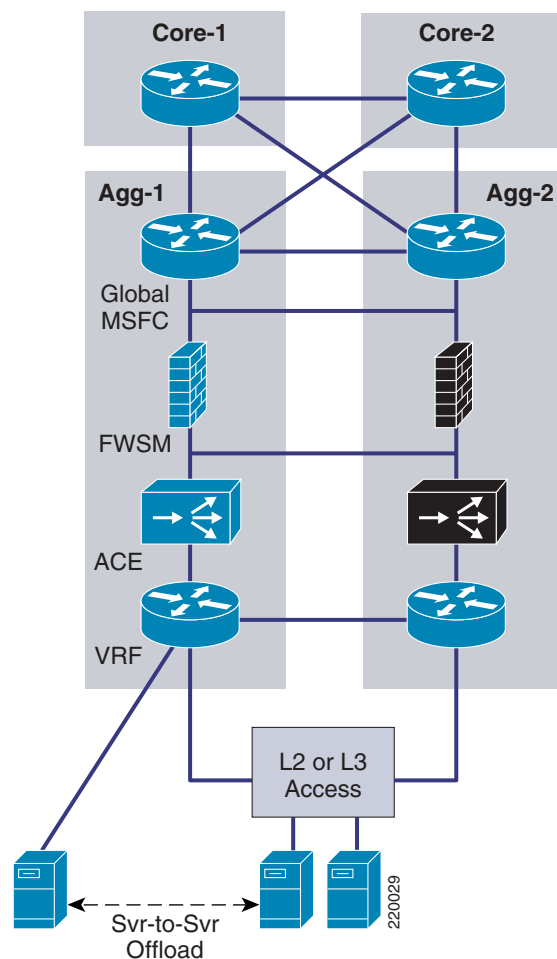 Core-1
Core-2
Agg-1
Agg-2
Global
MSFC
FWSM
ACE
VRF
L2 or L3
Access
Svr-to-Svr
Offload
220029